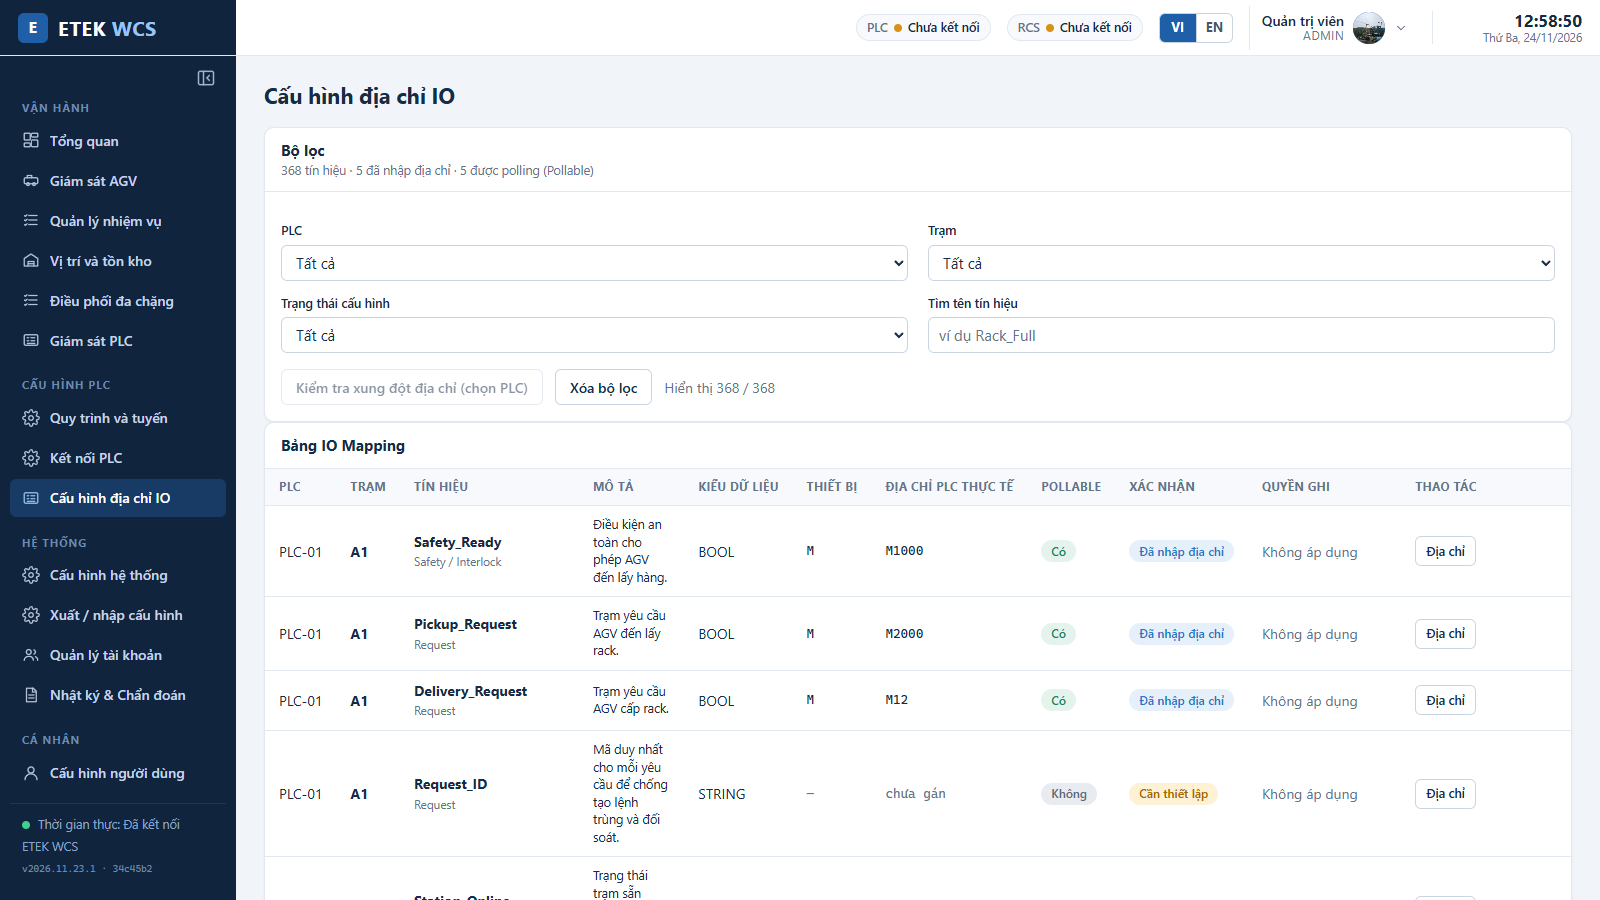 E ETEK WCS
PLC Chưa kết nối
RCS Chưa kết nối
VI EN
Quản trị viên
ADMIN
12:58:50
Thứ Ba, 24/11/2026
VẬN HÀNH
Tổng quan
Giám sát AGV
Quản lý nhiệm vụ
Vị trí và tồn kho
Điều phối đa chặng
Giám sát PLC
CẤU HÌNH PLC
Quy trình và tuyến
Kết nối PLC
Cấu hình địa chỉ IO
HỆ THỐNG
Cấu hình hệ thống
Xuất / nhập cấu hình
Quản lý tài khoản
Nhật ký & Chẩn đoán
CÁ NHÂN
Cấu hình người dùng
Thời gian thực: Đã kết nối
ETEK WCS
v2026.11.23.1 · 34c45b2
Cấu hình địa chỉ IO
Bộ lọc
368 tín hiệu · 5 đã nhập địa chỉ · 5 được polling (Pollable)
PLC
Tất cả
Trạm
Tất cả
Trạng thái cấu hình
Tất cả
Tìm tên tín hiệu
ví dụ Rack_Full
Kiểm tra xung đột địa chỉ (chọn PLC)
Xóa bộ lọc
Hiển thị 368 / 368
Bảng IO Mapping
PLC TRẠM TÍN HIỆU MÔ TẢ KIỂU DỮ LIỆU THIẾT BỊ ĐỊA CHỈ PLC THỰC TẾ POLLABLE XÁC NHẬN QUYỀN GHI THAO TÁC
PLC-01 A1 Safety_Ready
Safety / Interlock
Điều kiện an
toàn cho
phép AGV
đến lấy hàng.
BOOL M M1000 Có Đã nhập địa chỉ Không áp dụng Địa chỉ
PLC-01 A1 Pickup_Request
Request
Trạm yêu cầu
AGV đến lấy
rack.
BOOL M M2000 Có Đã nhập địa chỉ Không áp dụng Địa chỉ
PLC-01 A1 Delivery_Request
Request
Trạm yêu cầu
AGV cấp rack.
BOOL M M12 Có Đã nhập địa chỉ Không áp dụng Địa chỉ
PLC-01 A1 Request_ID
Request
Mã duy nhất
cho mỗi yêu
cầu để chống
tạo lệnh
trùng và đối
soát.
STRING — chưa gán Không Cần thiết lập Không áp dụng Địa chỉ
Trạng thái
trạm sẵn
Station_Online